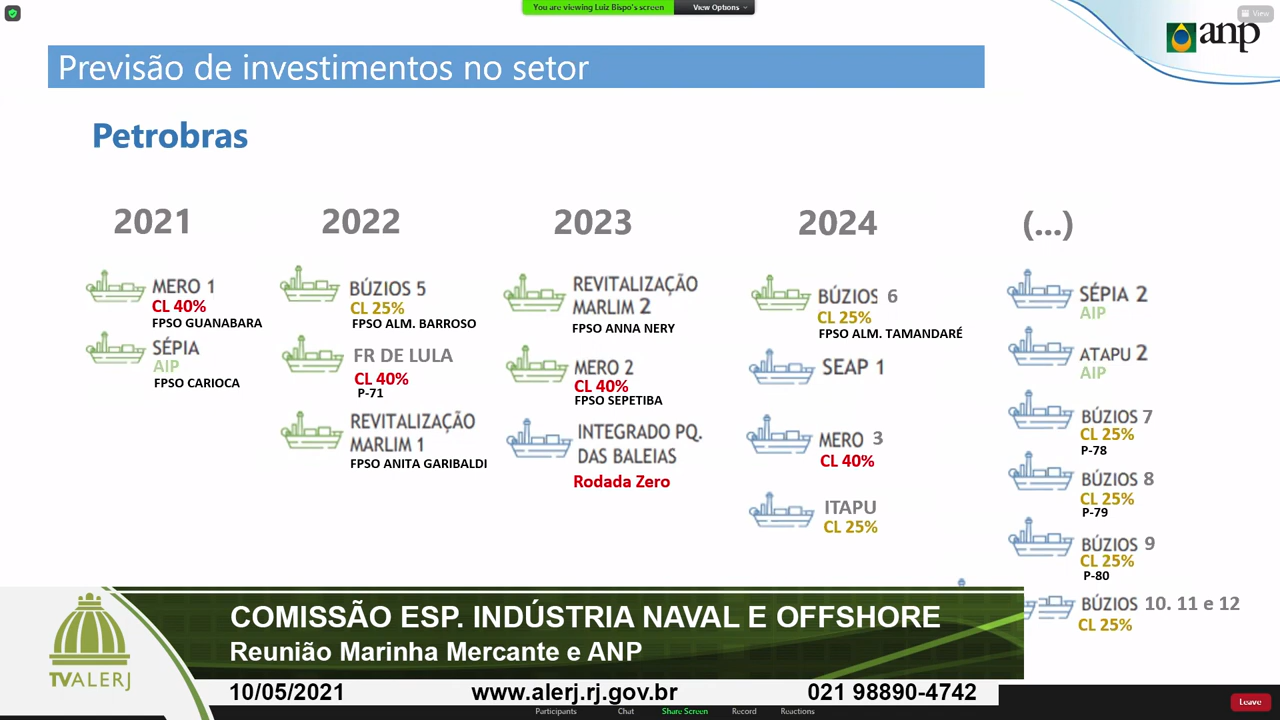 You are viewing Luiz Bispo's screen
View Options
View
anp
Previsão de investimentos no setor
Petrobras
2021
MERO 1
CL 40%
FPSO GUANABARA
SÉPIA
AIP
FPSO CARIOCA
2022
BÚZIOS 5
CL 25%
FPSO ALM. BARROSO
FR DE LULA
CL 40%
P-71
REVITALIZAÇÃO
MARLIM 1
FPSO ANITA GARIBALDI
2023
REVITALIZAÇÃO
MARLIM 2
FPSO ANNA NERY
MERO 2
CL 40%
FPSO SEPETIBA
INTEGRADO PQ.
DAS BALEIAS
Rodada Zero
2024
BÚZIOS 6
CL 25%
FPSO ALM. TAMANDARÉ
SEAP 1
MERO 3
CL 40%
ITAPU
CL 25%
(...)
SÉPIA 2
AIP
ATAPU 2
AIP
BÚZIOS 7
CL 25%
P-78
BÚZIOS 8
CL 25%
P-79
BÚZIOS 9
CL 25%
P-80
BÚZIOS 10. 11 e 12
CL 25%
COMISSÃO ESP. INDÚSTRIA NAVAL E OFFSHORE
Reunião Marinha Mercante e ANP
TVALERJ
10/05/2021 www.alerj.rj.gov.br 021 98890-4742
Participants Chat Share Screen Record Reactions
Leave